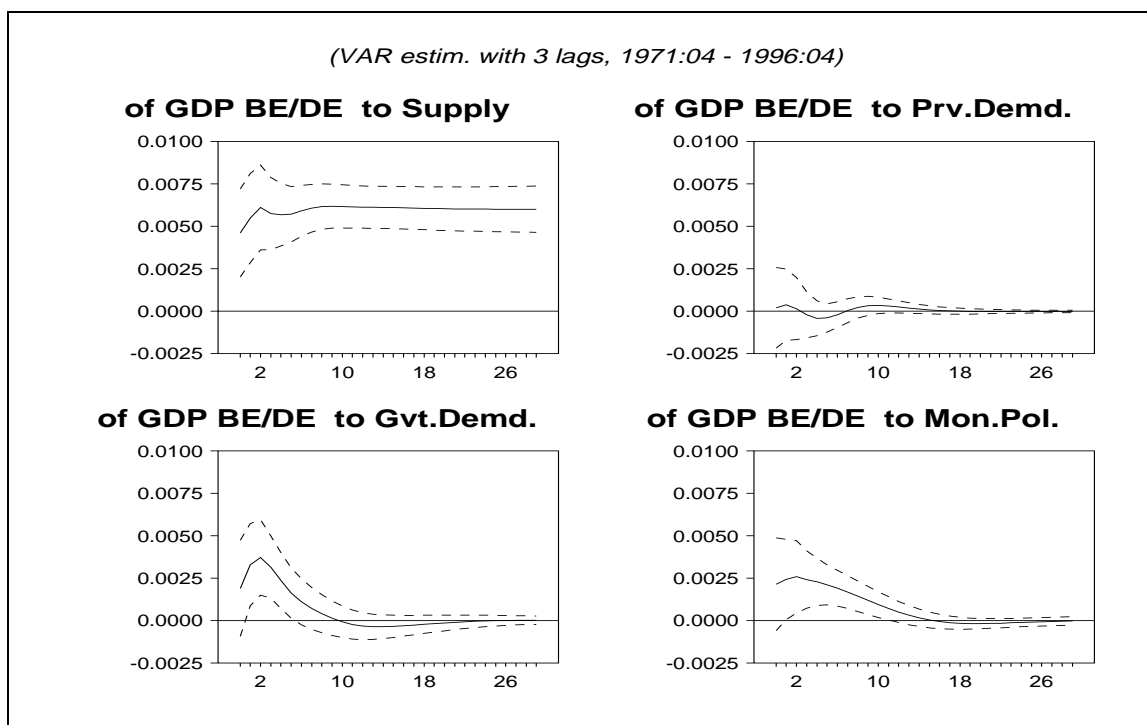 (VAR estim. with 3 lags, 1971:04 - 1996:04)
of GDP BE/DE to Supply
0.0100
0.0075
0.0050
0.0025
0.0000
-0.0025
2 10 18 26
of GDP BE/DE to Prv.Demd.
0.0100
0.0075
0.0050
0.0025
0.0000
-0.0025
2 10 18 26
of GDP BE/DE to Gvt.Demd.
0.0100
0.0075
0.0050
0.0025
0.0000
-0.0025
2 10 18 26
of GDP BE/DE to Mon.Pol.
0.0100
0.0075
0.0050
0.0025
0.0000
-0.0025
2 10 18 26